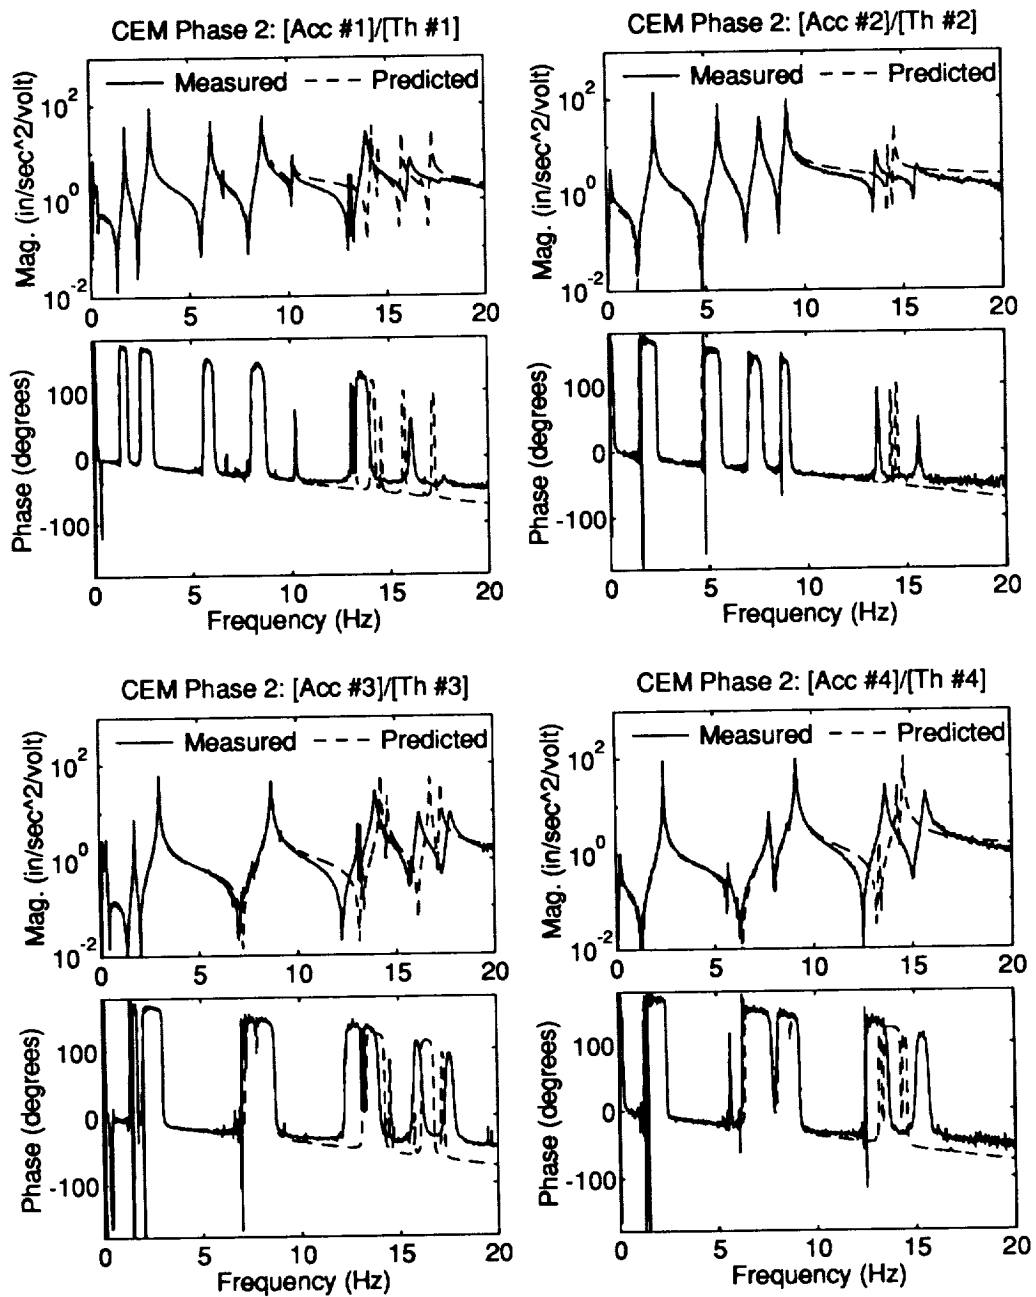 CEM Phase 2: [Acc #1]/[Th #1]
Measured
Predicted
Mag. (in/sec^2/volt)
10^2
10^0
10^-2
0 5 10 15 20
Phase (degrees)
100
0
-100
0 5 10 15 20
Frequency (Hz)
CEM Phase 2: [Acc #2]/[Th #2]
Measured
Predicted
Mag. (in/sec^2/volt)
10^2
10^0
10^-2
0 5 10 15 20
Phase (degrees)
100
0
-100
0 5 10 15 20
Frequency (Hz)
CEM Phase 2: [Acc #3]/[Th #3]
Measured
Predicted
Mag. (in/sec^2/volt)
10^2
10^0
10^-2
0 5 10 15 20
Phase (degrees)
100
0
-100
0 5 10 15 20
Frequency (Hz)
CEM Phase 2: [Acc #4]/[Th #4]
Measured
Predicted
Mag. (in/sec^2/volt)
10^2
10^0
10^-2
0 5 10 15 20
Phase (degrees)
100
0
-100
0 5 10 15 20
Frequency (Hz)